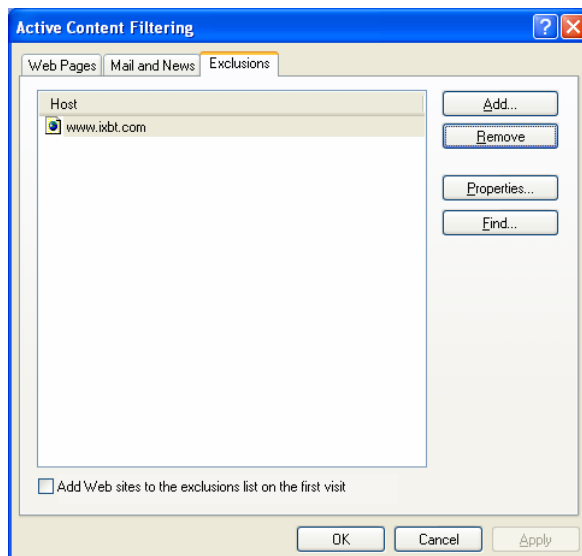 Active Content Filtering
Web Pages Mail and News Exclusions
Host
www.ixbt.com
Add...
Remove
Properties...
Find...
Add Web sites to the exclusions list on the first visit
OK Cancel Apply